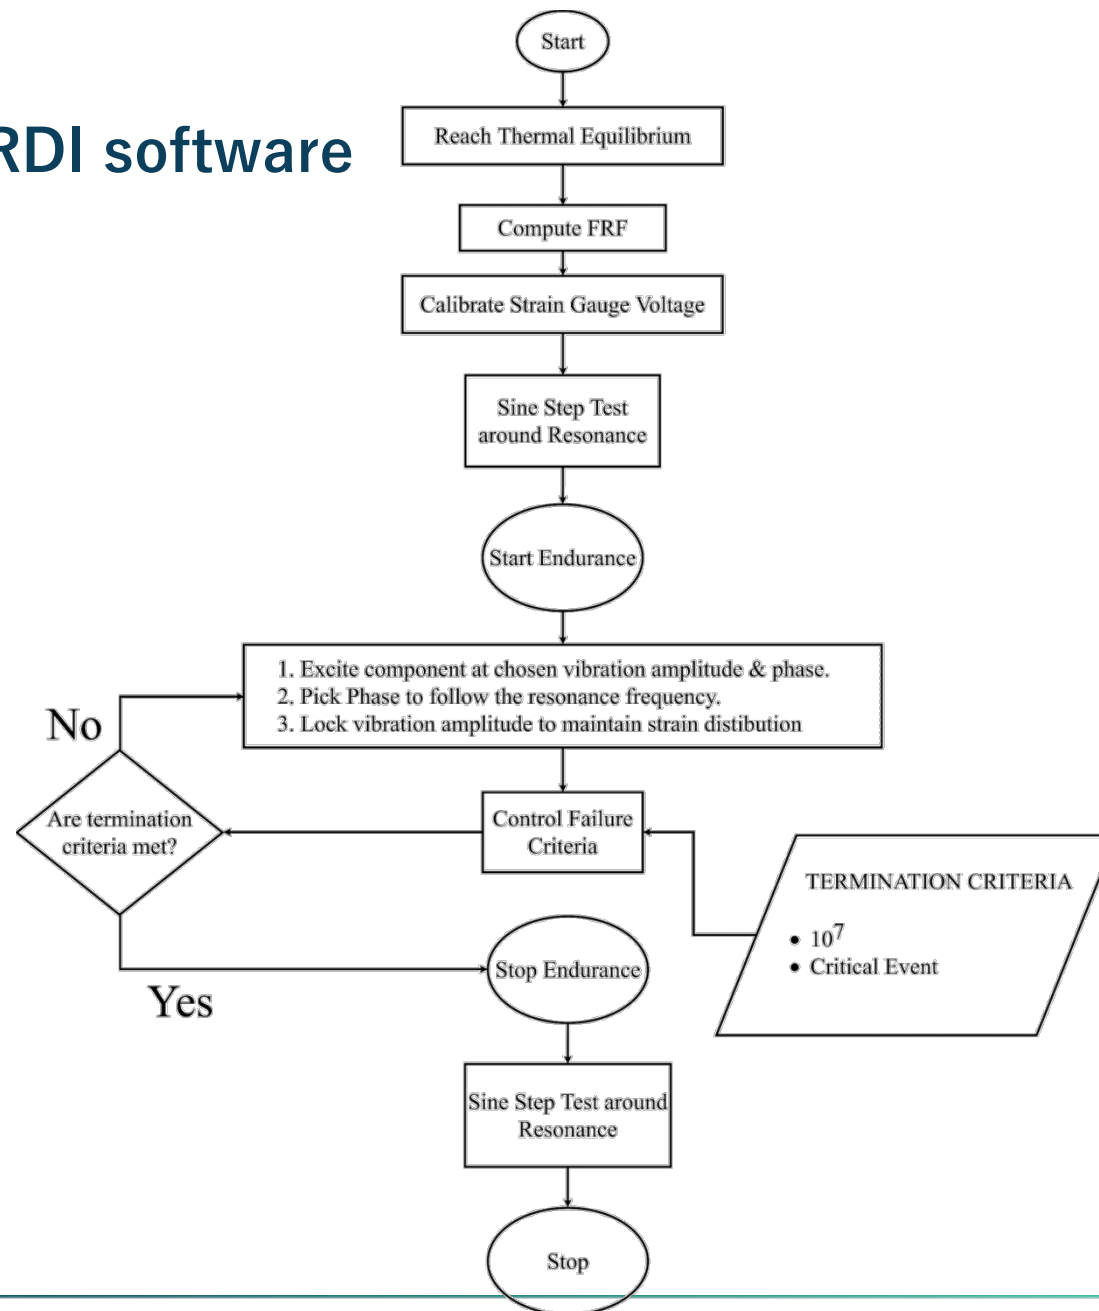 RDI software
Start
Reach Thermal Equilibrium
Compute FRF
Calibrate Strain Gauge Voltage
Sine Step Test
around Resonance
Start Endurance
1. Excite component at chosen vibration amplitude & phase.
2. Pick Phase to follow the resonance frequency.
3. Lock vibration amplitude to maintain strain distibution
No
Are termination
criteria met?
Control Failure
Criteria
TERMINATION CRITERIA
• 10⁷
• Critical Event
Yes
Stop Endurance
Sine Step Test around
Resonance
Stop